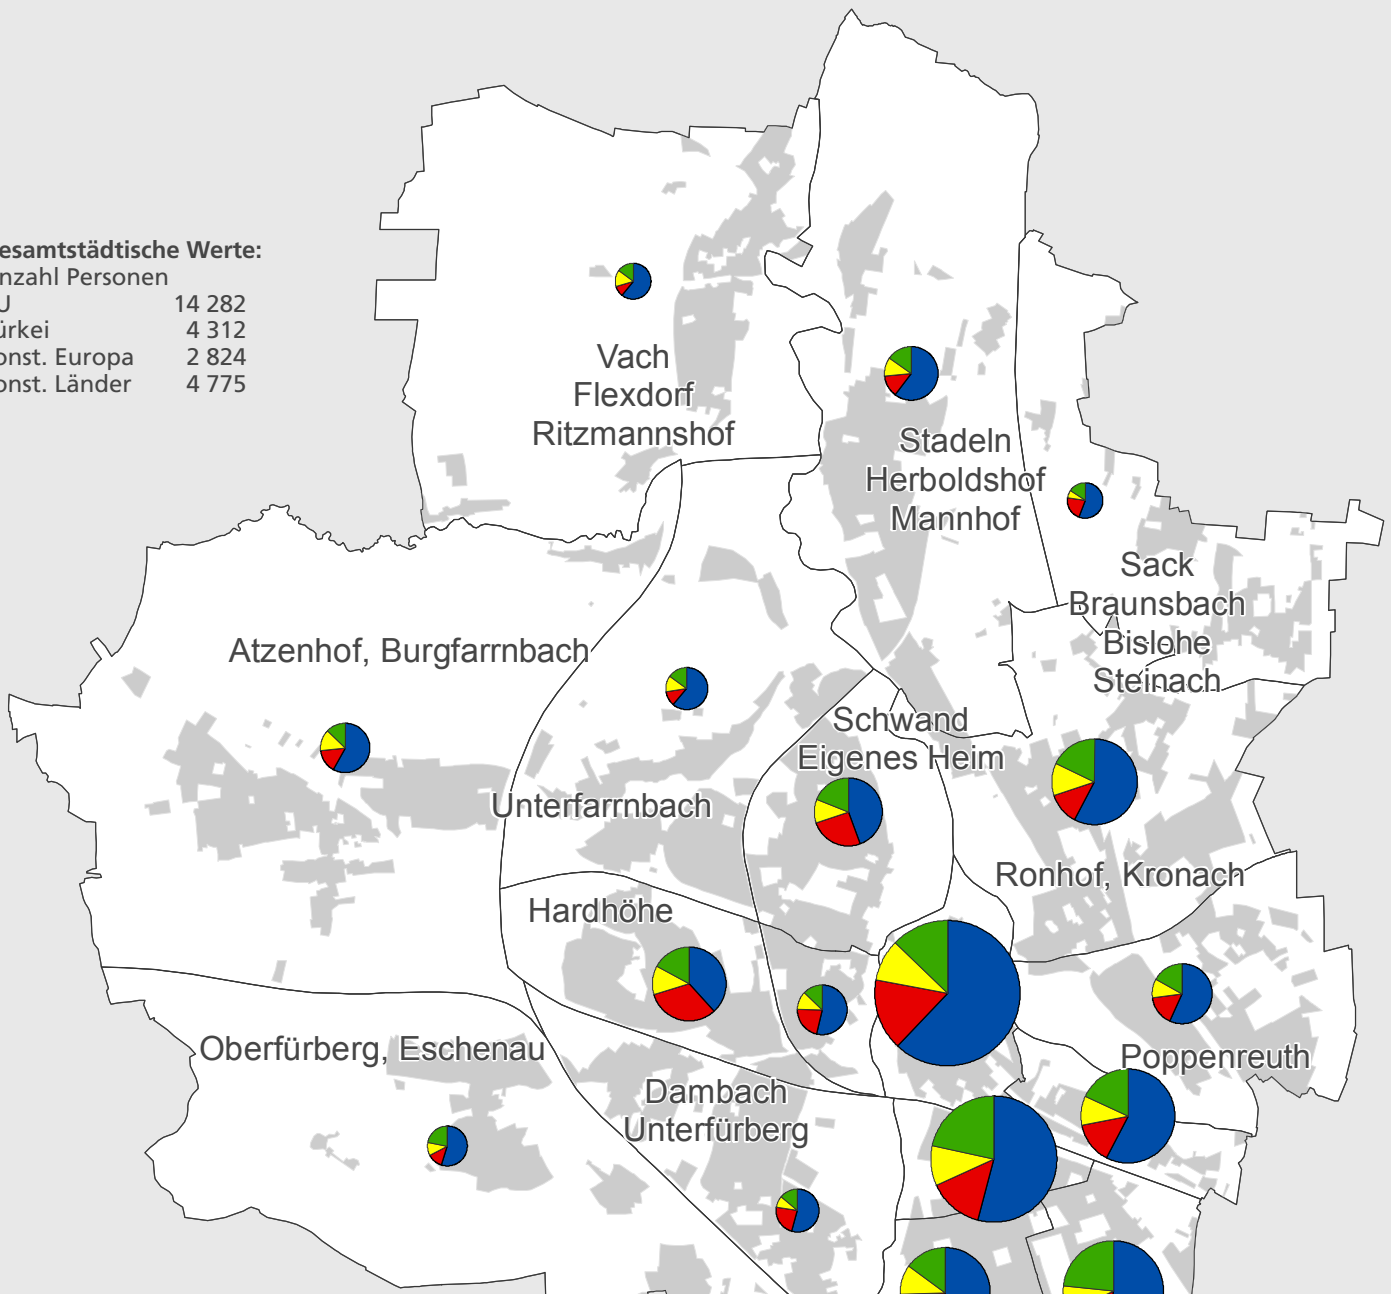 esamtstädtische Werte:
nzahl Personen
U 14 282
ürkei 4 312
onst. Europa 2 824
onst. Länder 4 775
Vach
Flexdorf
Ritzmannshof
Stadeln
Herboldshof
Mannhof
Sack
Braunsbach
Bislohe
Steinach
Atzenhof, Burgfarrnbach
Schwand
Eigenes Heim
Unterfarrnbach
Ronhof, Kronach
Hardhöhe
Oberfürberg, Eschenau
Poppenreuth
Dambach
Unterfürberg